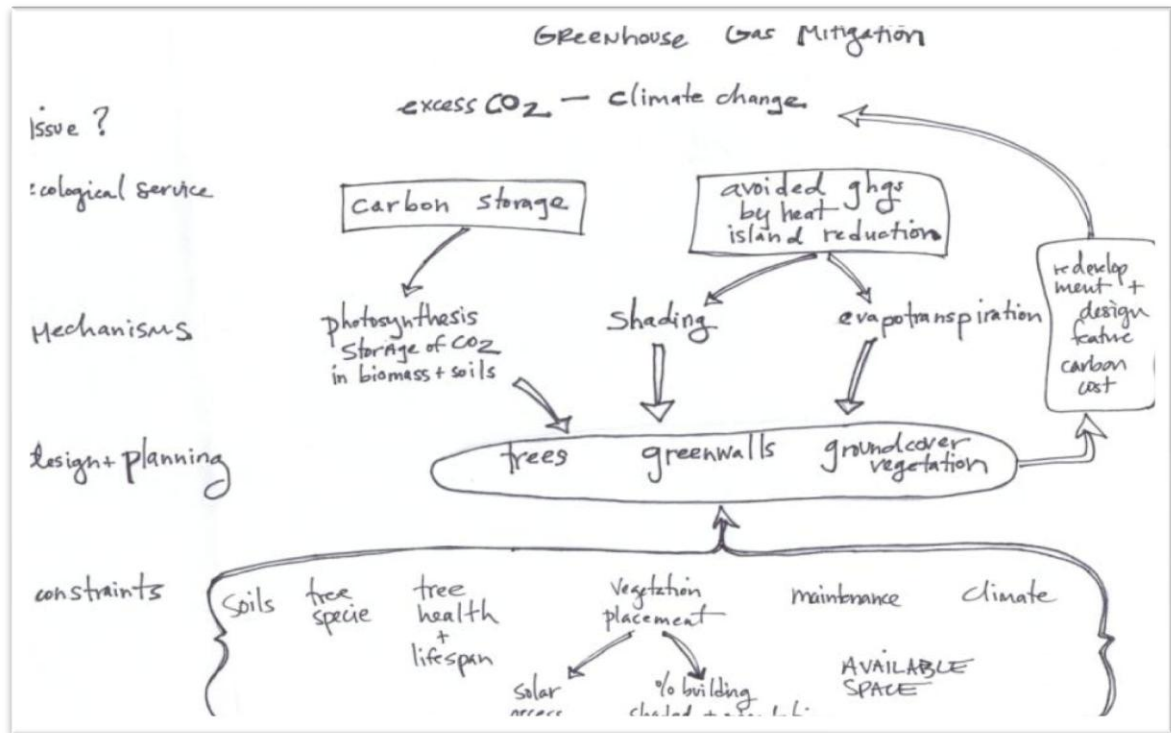 Greenhouse Gas Mitigation
excess CO2 — climate change
issue ?
cological service
carbon storage
avoided ghgs
by heat
island reduction
redevelop
ment +
design
feature
carbon
cost
Mechanisms
photosynthesis
storage of CO2
in biomass + soils
shading
evapotranspiration
design + planning
trees
greenwalls
groundcover
vegetation
constraints
Soils
tree
specie
tree
health
+
lifespan
vegetation
placement
maintnance
climate
AVAILABLE
SPACE
solar
% building